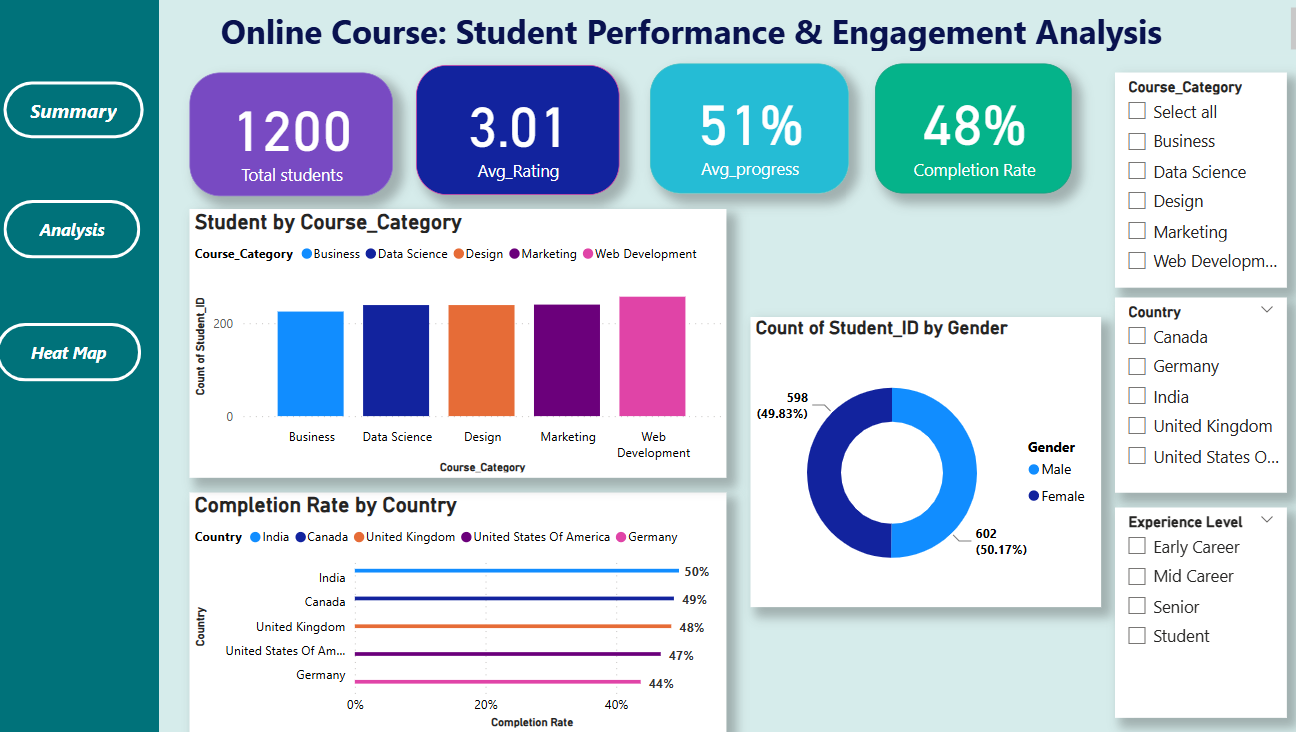 Online Course: Student Performance & Engagement Analysis
Summary
Analysis
Heat Map
1200
Total students
3.01
Avg_Rating
51%
Avg_progress
48%
Completion Rate
Student by Course_Category
Course_Category Business Data Science Design Marketing Web Development
Count of Student_ID
200
0
Business Data Science Design Marketing Web
Development
Course_Category
Completion Rate by Country
Country India Canada United Kingdom United States Of America Germany
Country
India 50%
Canada 49%
United Kingdom 48%
United States Of Am... 47%
Germany 44%
0% 20% 40%
Completion Rate
Count of Student_ID by Gender
598
(49.83%)
602
(50.17%)
Gender
Male
Female
Course_Category
Select all
Business
Data Science
Design
Marketing
Web Developm...
Country
Canada
Germany
India
United Kingdom
United States O...
Experience Level
Early Career
Mid Career
Senior
Student